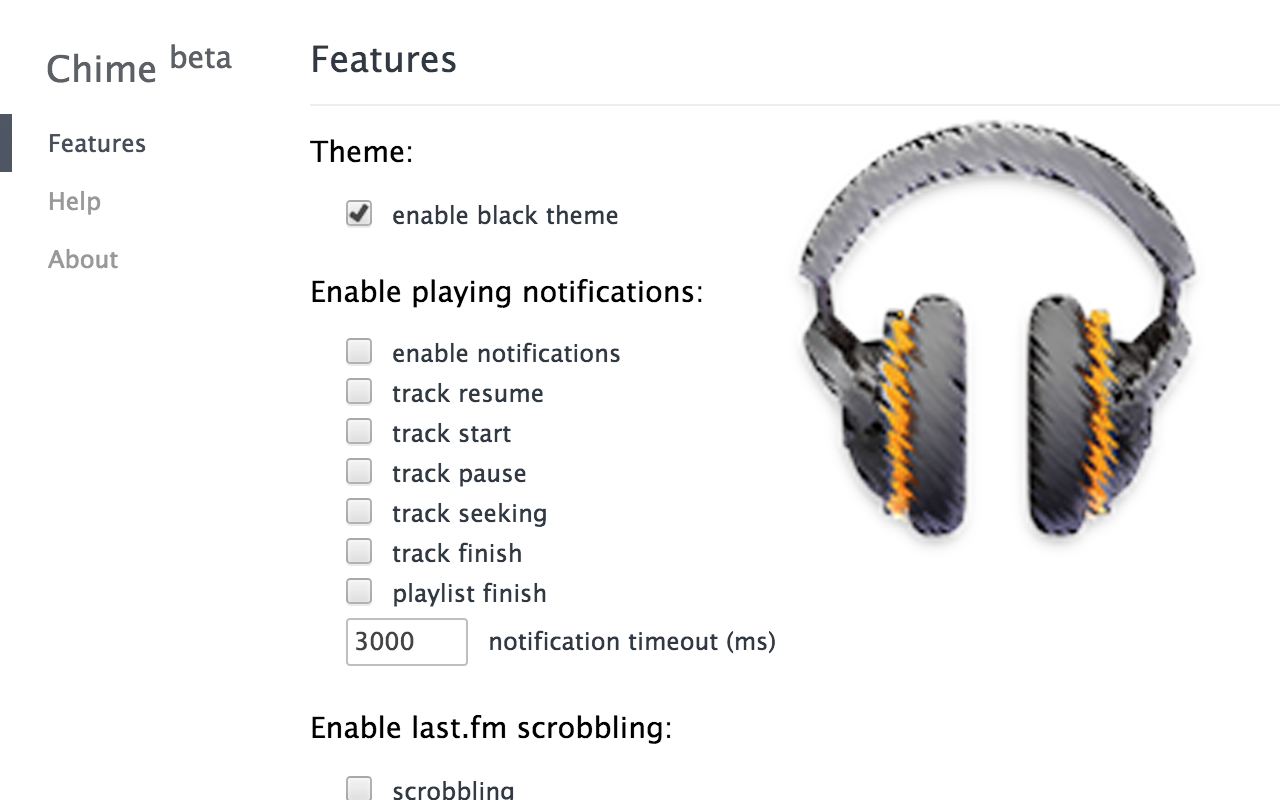 Chime beta
Features
Help
About
Features
Theme:
enable black theme
Enable playing notifications:
enable notifications
track resume
track start
track pause
track seeking
track finish
playlist finish
3000 notification timeout (ms)
Enable last.fm scrobbling:
scrobbling